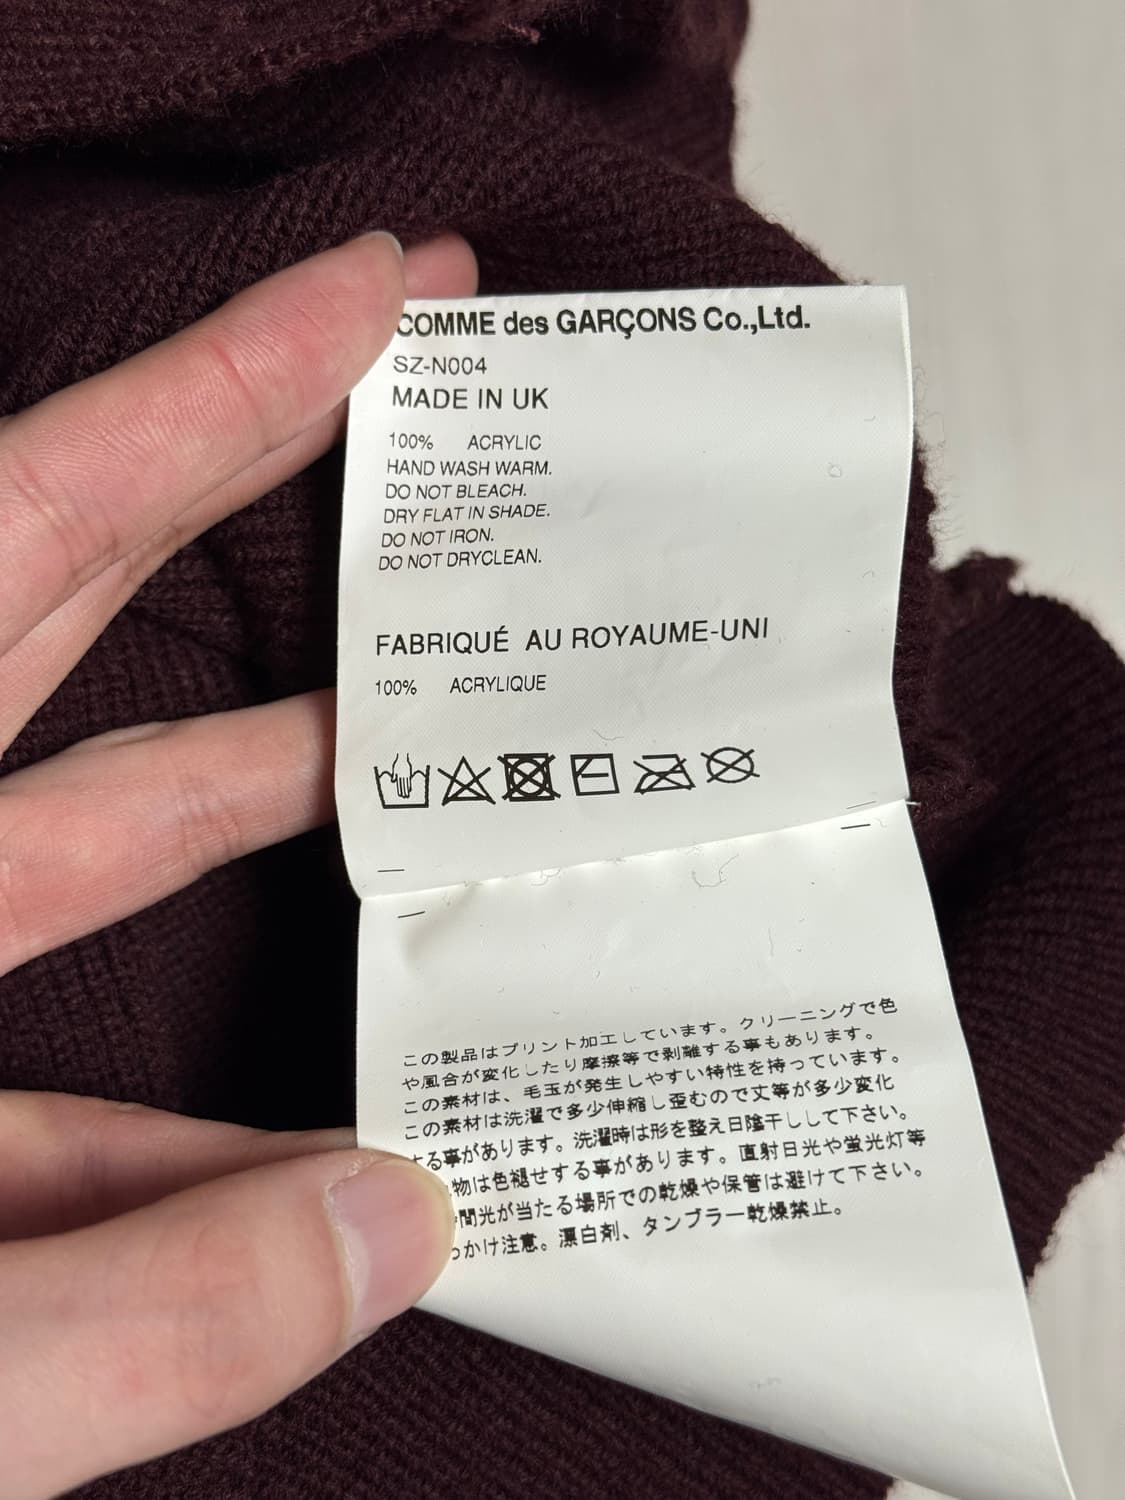 COMME des GARÇONS Co.,Ltd.
SZ-N004
MADE IN UK
100% ACRYLIC
HAND WASH WARM.
DO NOT BLEACH.
DRY FLAT IN SHADE.
DO NOT IRON.
DO NOT DRYCLEAN.
FABRIQUÉ AU ROYAUME-UNI
100% ACRYLIQUE
この製品はプリント加工しています。クリーニングで色
や風合が変化したり摩擦等で剥離する事もあります。
この素材は、毛玉が発生しやすい特性を持っています。
この素材は洗濯で多少伸縮し歪むので丈等が多少変化
する事があります。洗濯時は形を整え日陰干しして下さい。
物は色褪せする事があります。直射日光や蛍光灯等
間光が当たる場所での乾燥や保管は避けて下さい。
っかけ注意。漂白剤、タンブラー乾燥禁止。